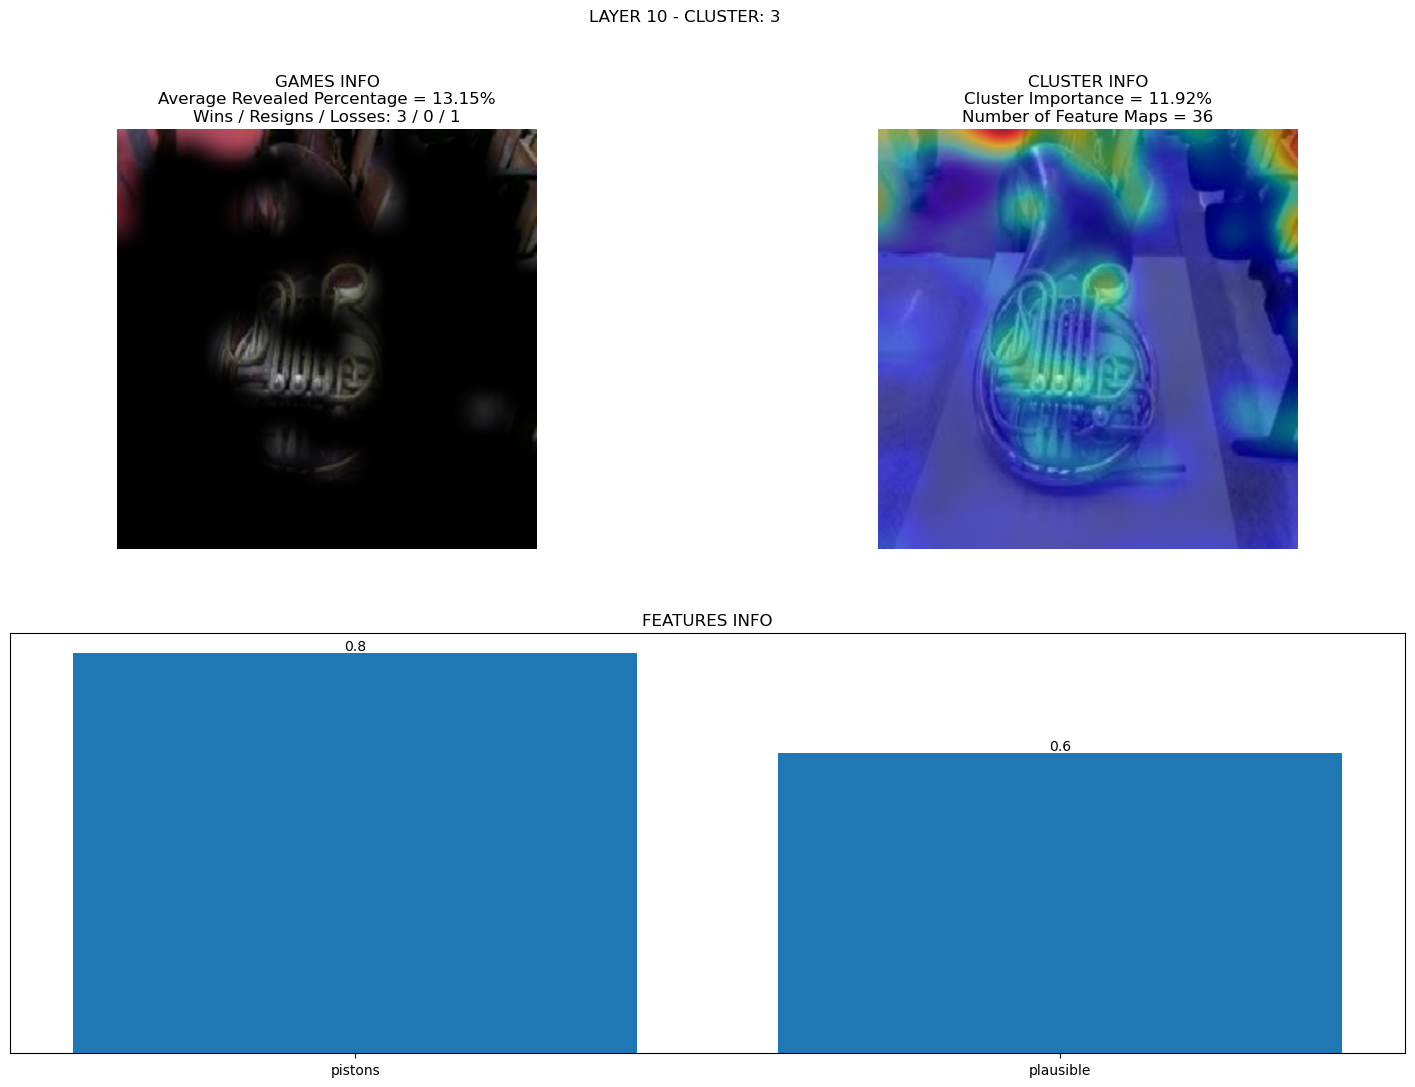 LAYER 10 - CLUSTER: 3
GAMES INFO
Average Revealed Percentage = 13.15%
Wins / Resigns / Losses: 3 / 0 / 1
CLUSTER INFO
Cluster Importance = 11.92%
Number of Feature Maps = 36
FEATURES INFO
0.8
0.6
pistons
plausible